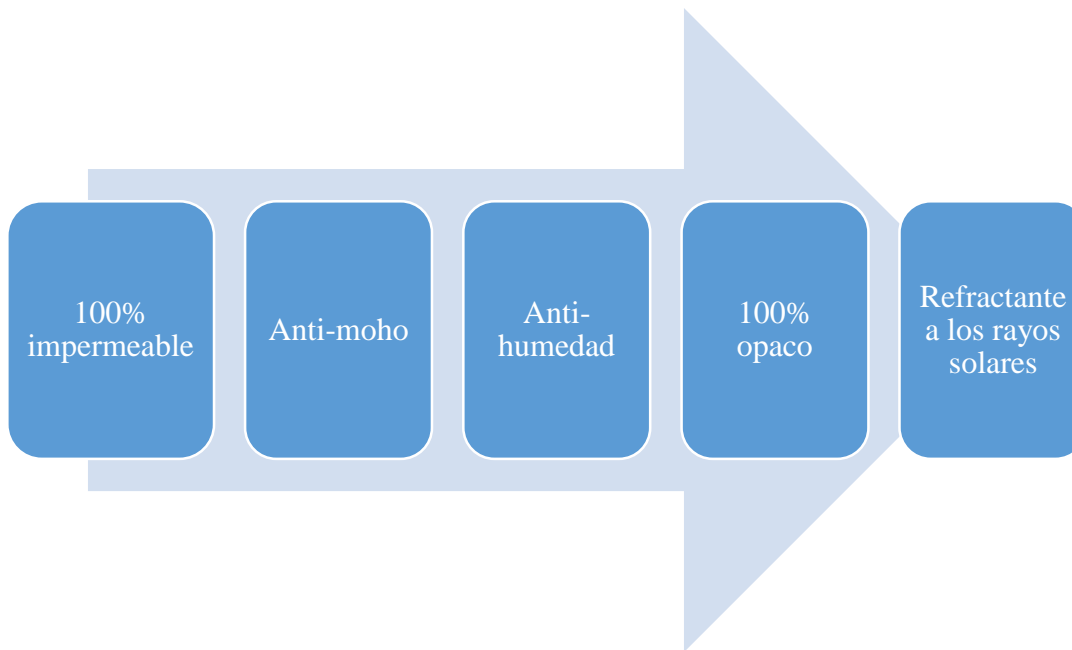 100%
impermeable
Anti-moho
Anti-
humedad
100%
opaco
Refractante
a los rayos
solares